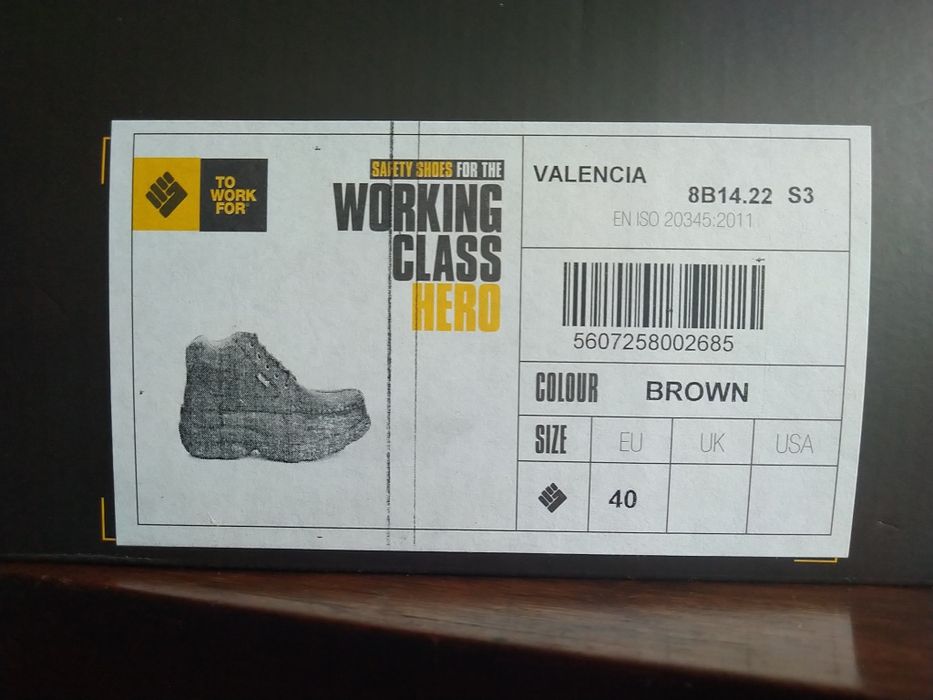 TO
WORK
FOR®
SAFETY SHOES FOR THE
WORKING
CLASS
HERO
VALENCIA
8B14.22 S3
EN ISO 20345:2011
5607258002685
COLOUR BROWN
SIZE EU UK USA
40